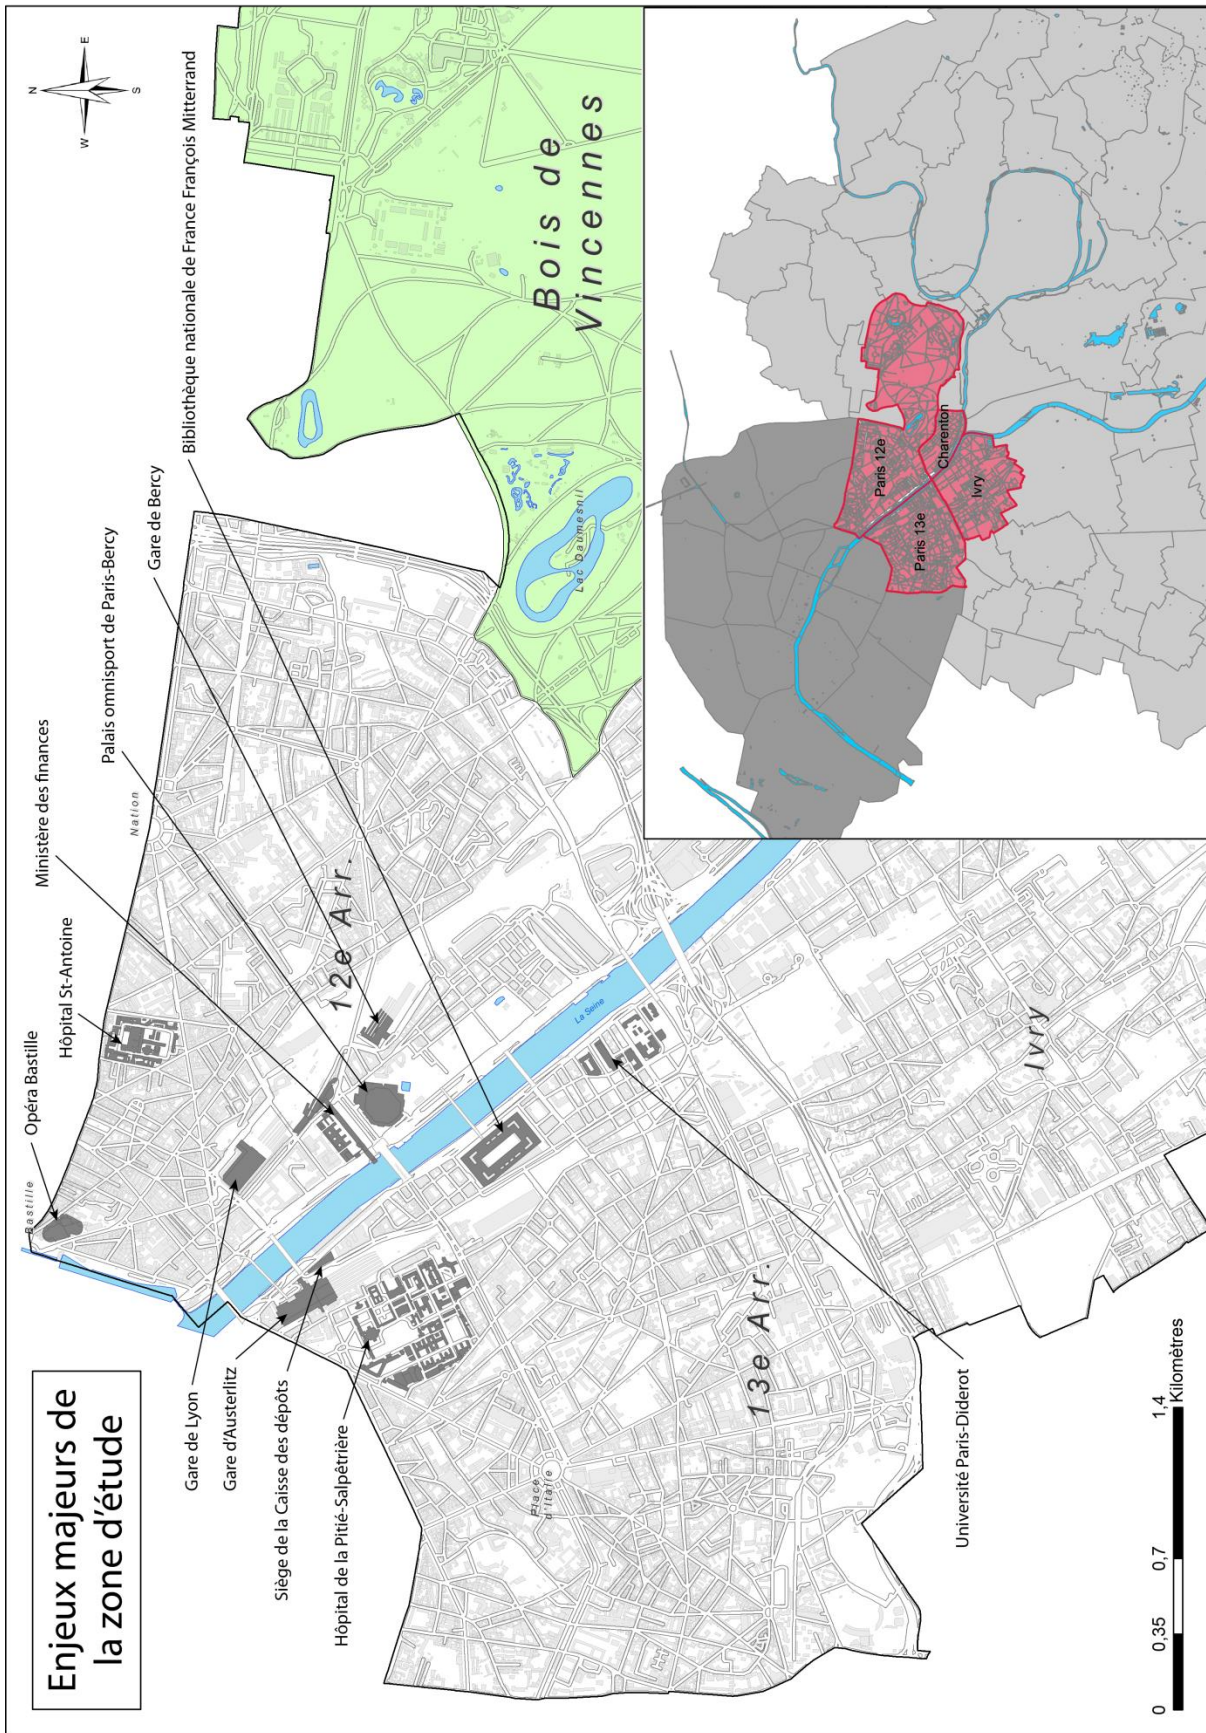 Enjeux majeurs de
la zone d'étude
Opéra Bastille
Hôpital St-Antoine
Ministère des finances
Palais omnisport de Paris-Bercy
Gare de Bercy
Bibliothèque nationale de France François Mitterrand
N
W
E
S
Bastille
Nation
12e Arr.
Bois de
Vincennes
Lac Daumesnil
La Seine
Gare de Lyon
Gare d'Austerlitz
Siège de la Caisse des dépôts
Hôpital de la Pitié-Salpêtrière
Place
d'Italie
13e Arr.
Ivry
Université Paris-Diderot
0
0,35
0,7
1,4
Kilomètres
Paris 12e
Paris 13e
Charenton
Ivry